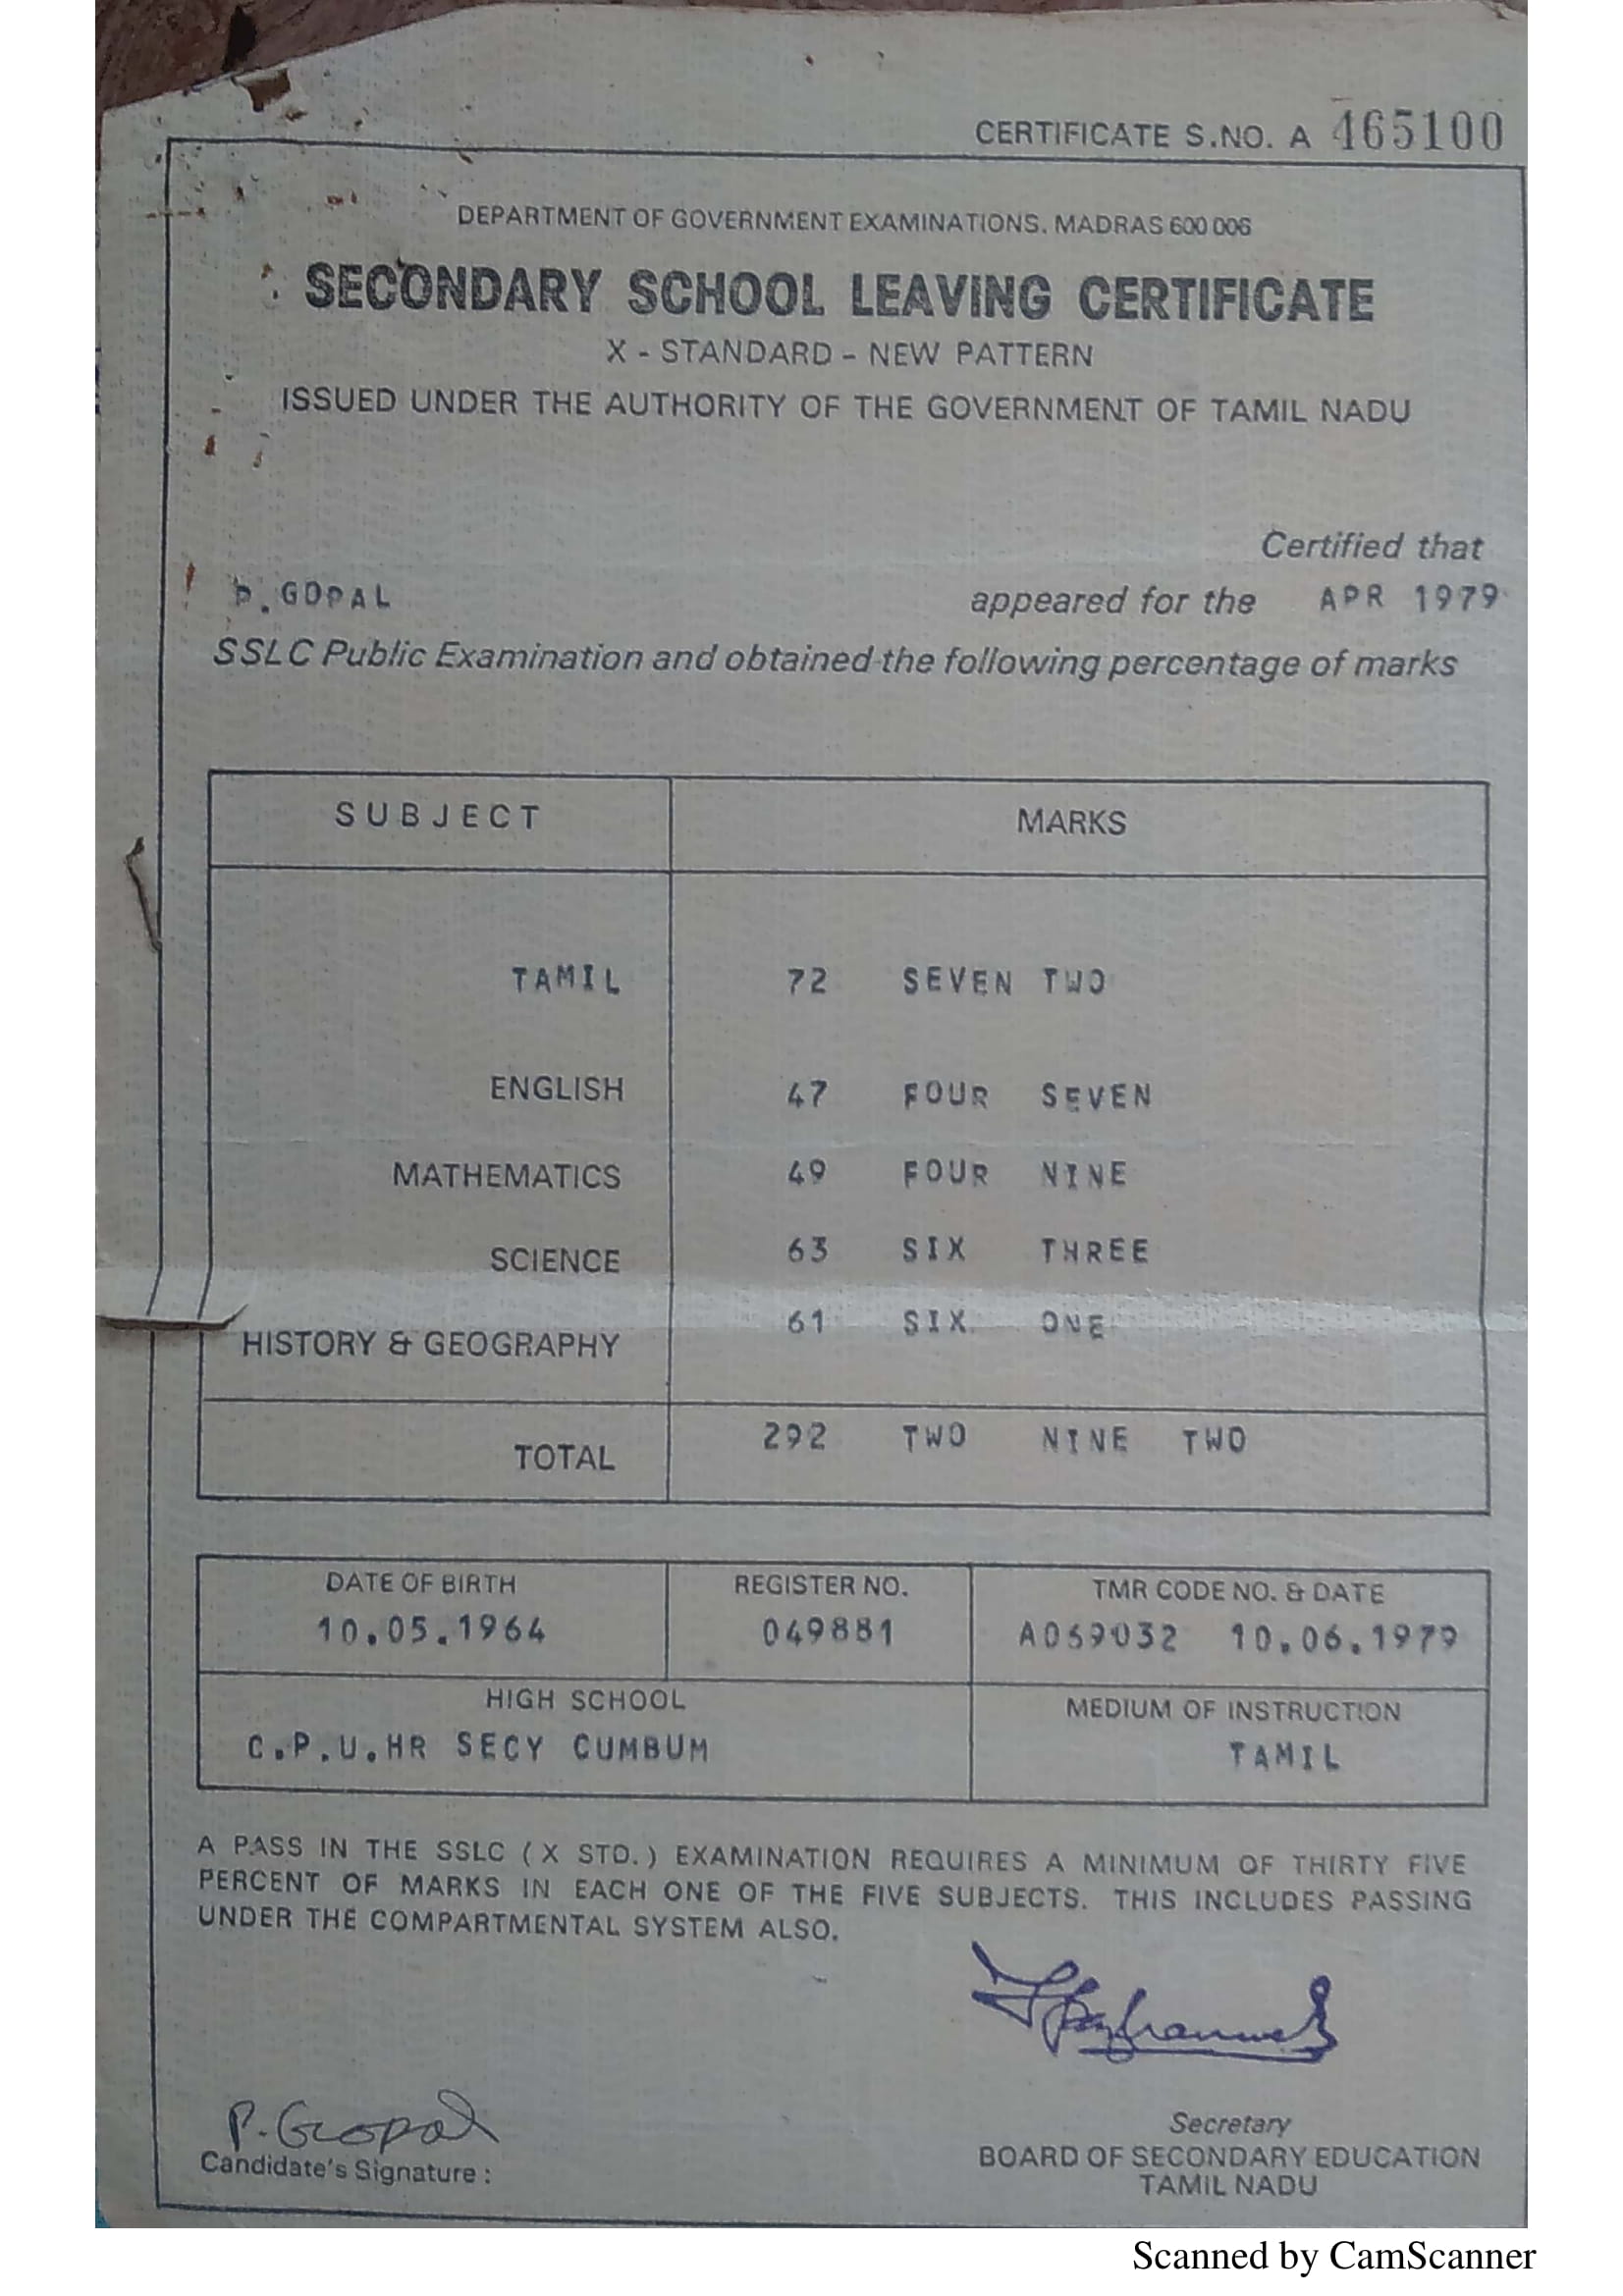 CERTIFICATE S.NO. A 465100
DEPARTMENT OF GOVERNMENT EXAMINATIONS. MADRAS 600 006
SECONDARY SCHOOL LEAVING CERTIFICATE
X - STANDARD - NEW PATTERN
ISSUED UNDER THE AUTHORITY OF THE GOVERNMENT OF TAMIL NADU
Certified that
P.GOPAL appeared for the APR 1979
SSLC Public Examination and obtained the following percentage of marks
SUBJECT MARKS
TAMIL 72 SEVEN TWO
ENGLISH 47 FOUR SEVEN
MATHEMATICS 49 FOUR NINE
SCIENCE 63 SIX THREE
HISTORY & GEOGRAPHY 61 SIX ONE
TOTAL 292 TWO NINE TWO
DATE OF BIRTH REGISTER NO. TMR CODE NO. & DATE
10.05.1964 049881 A069032 10.06.1979
HIGH SCHOOL MEDIUM OF INSTRUCTION
C.P.U.HR SECY CUMBUM TAMIL
A PASS IN THE SSLC (X STD.) EXAMINATION REQUIRES A MINIMUM OF THIRTY FIVE
PERCENT OF MARKS IN EACH ONE OF THE FIVE SUBJECTS. THIS INCLUDES PASSING
UNDER THE COMPARTMENTAL SYSTEM ALSO.
P. Gopal
Candidate's Signature :
Secretary
BOARD OF SECONDARY EDUCATION
TAMIL NADU
Scanned by CamScanner